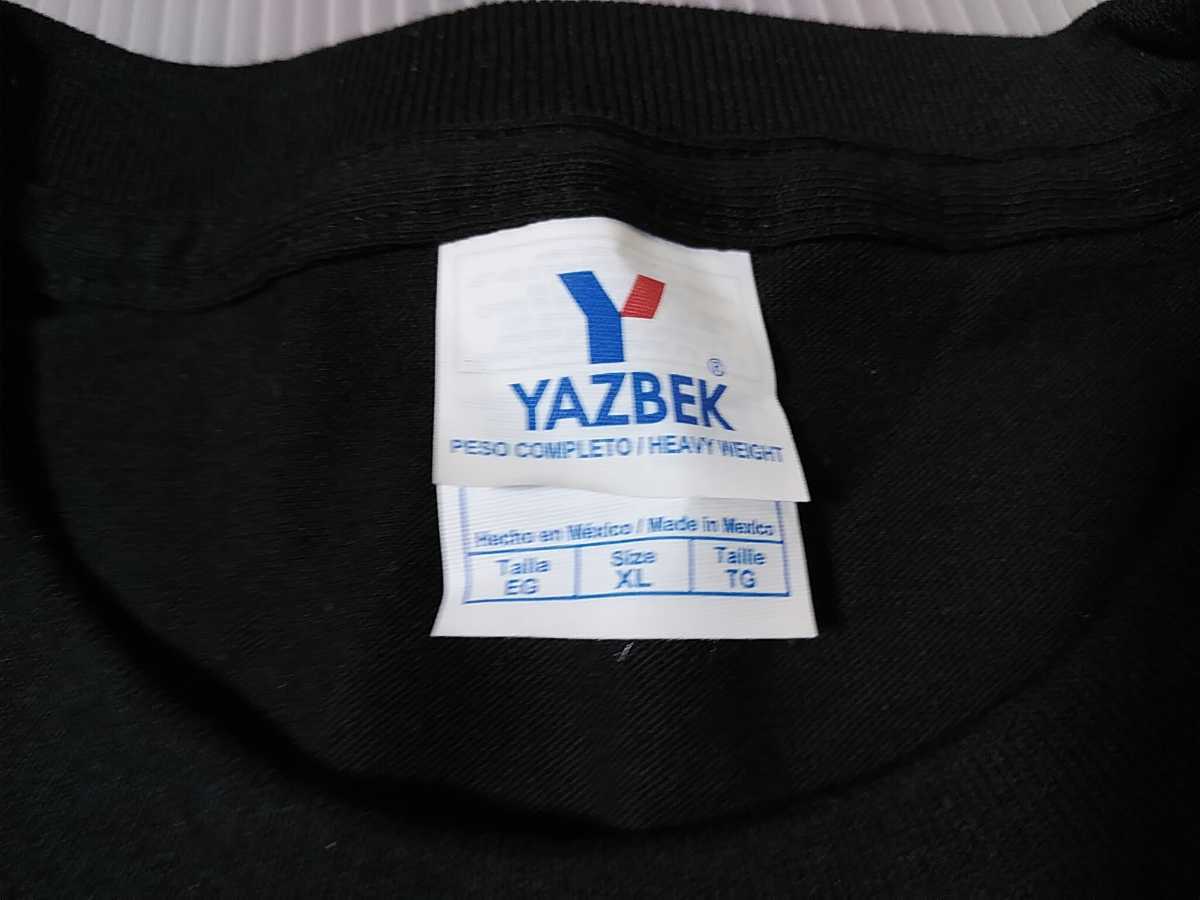 Y
®
YAZBEK
PESO COMPLETO / HEAVY WEIGHT
Hecho en México / Made in Mexico
Talla Size Taille
EG XL TG